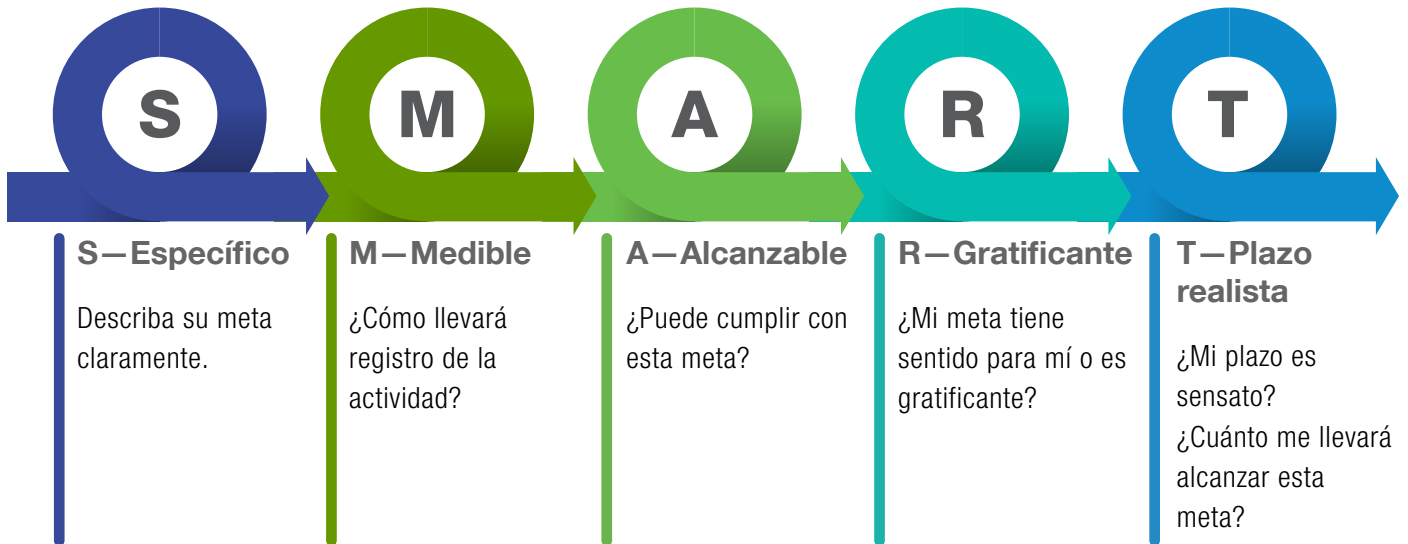 S
M
A
R
T
S—Específico
Describa su meta
claramente.
M—Medible
¿Cómo llevará
registro de la
actividad?
A—Alcanzable
¿Puede cumplir con
esta meta?
R—Gratificante
¿Mi meta tiene
sentido para mí o es
gratificante?
T—Plazo
realista
¿Mi plazo es
sensato?
¿Cuánto me llevará
alcanzar esta
meta?